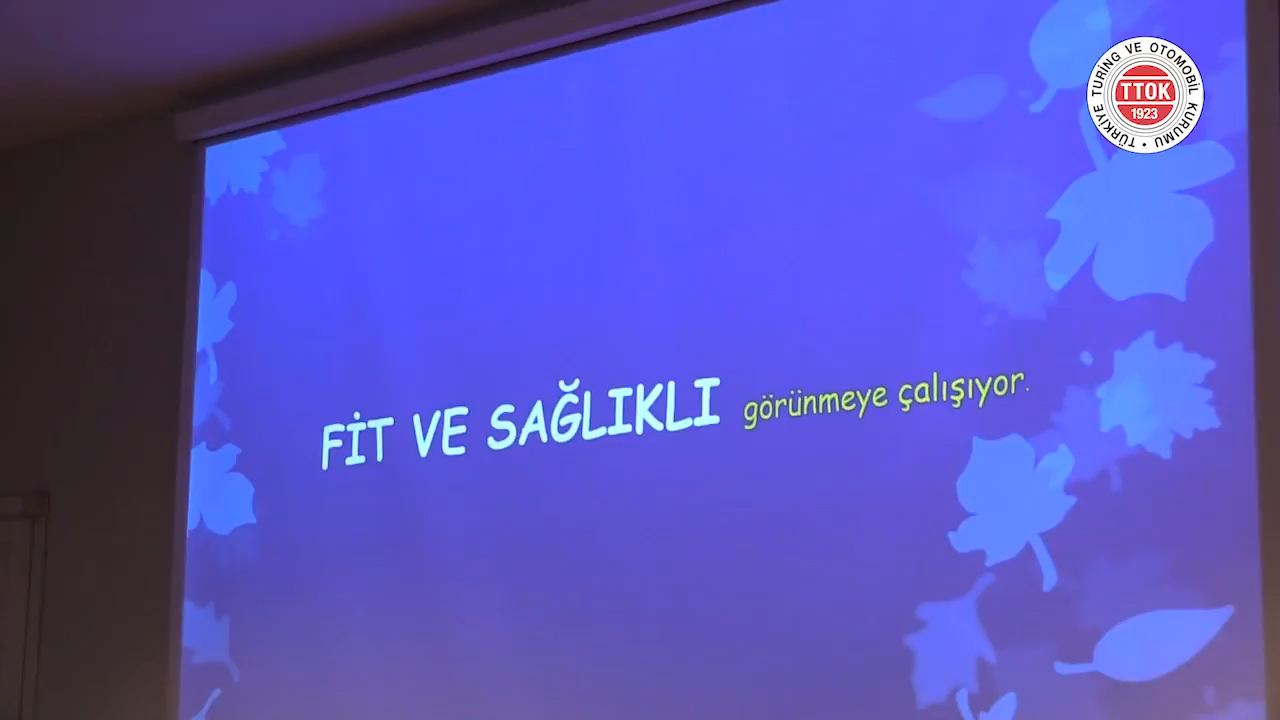 TÜRKİYE TURİNG VE OTOMOBİL KURUMU
TTOK
1923
FİT VE SAĞLIKLI görünmeye çalışıyor.